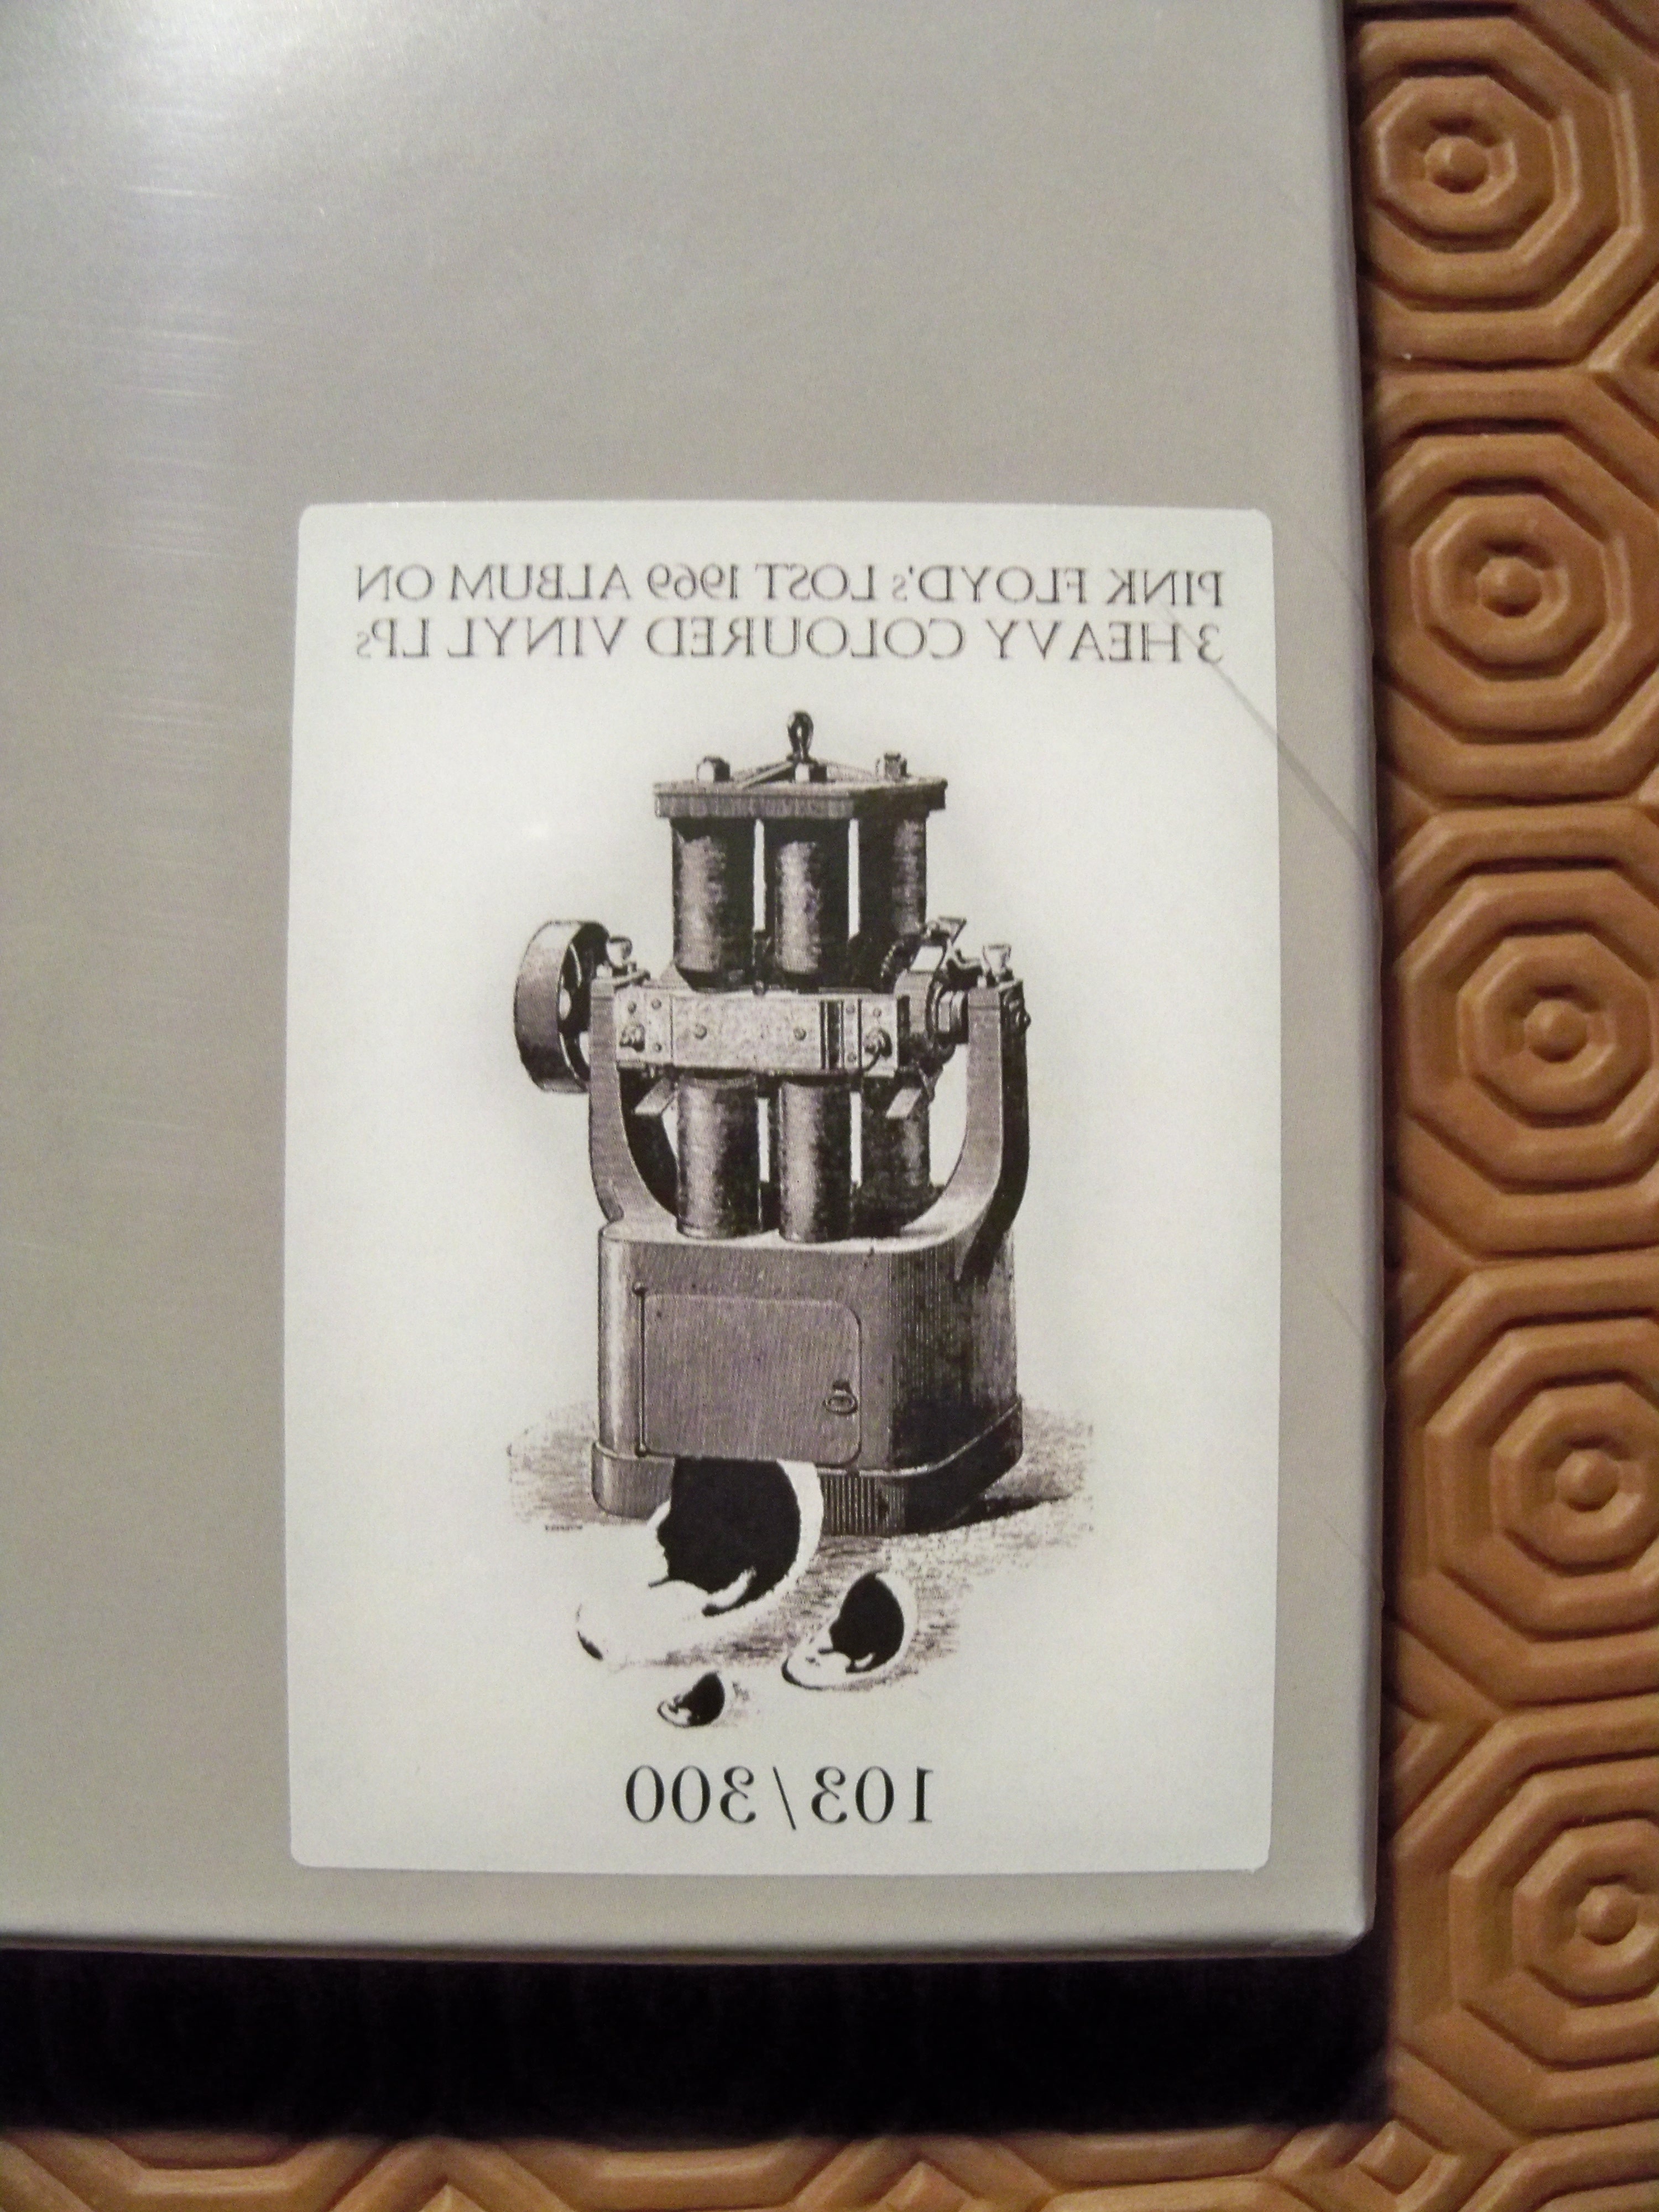 PINK FLOYD's LOST 1969 ALBUM ON
3 HEAVY COLOURED VINYL LPs
103/300